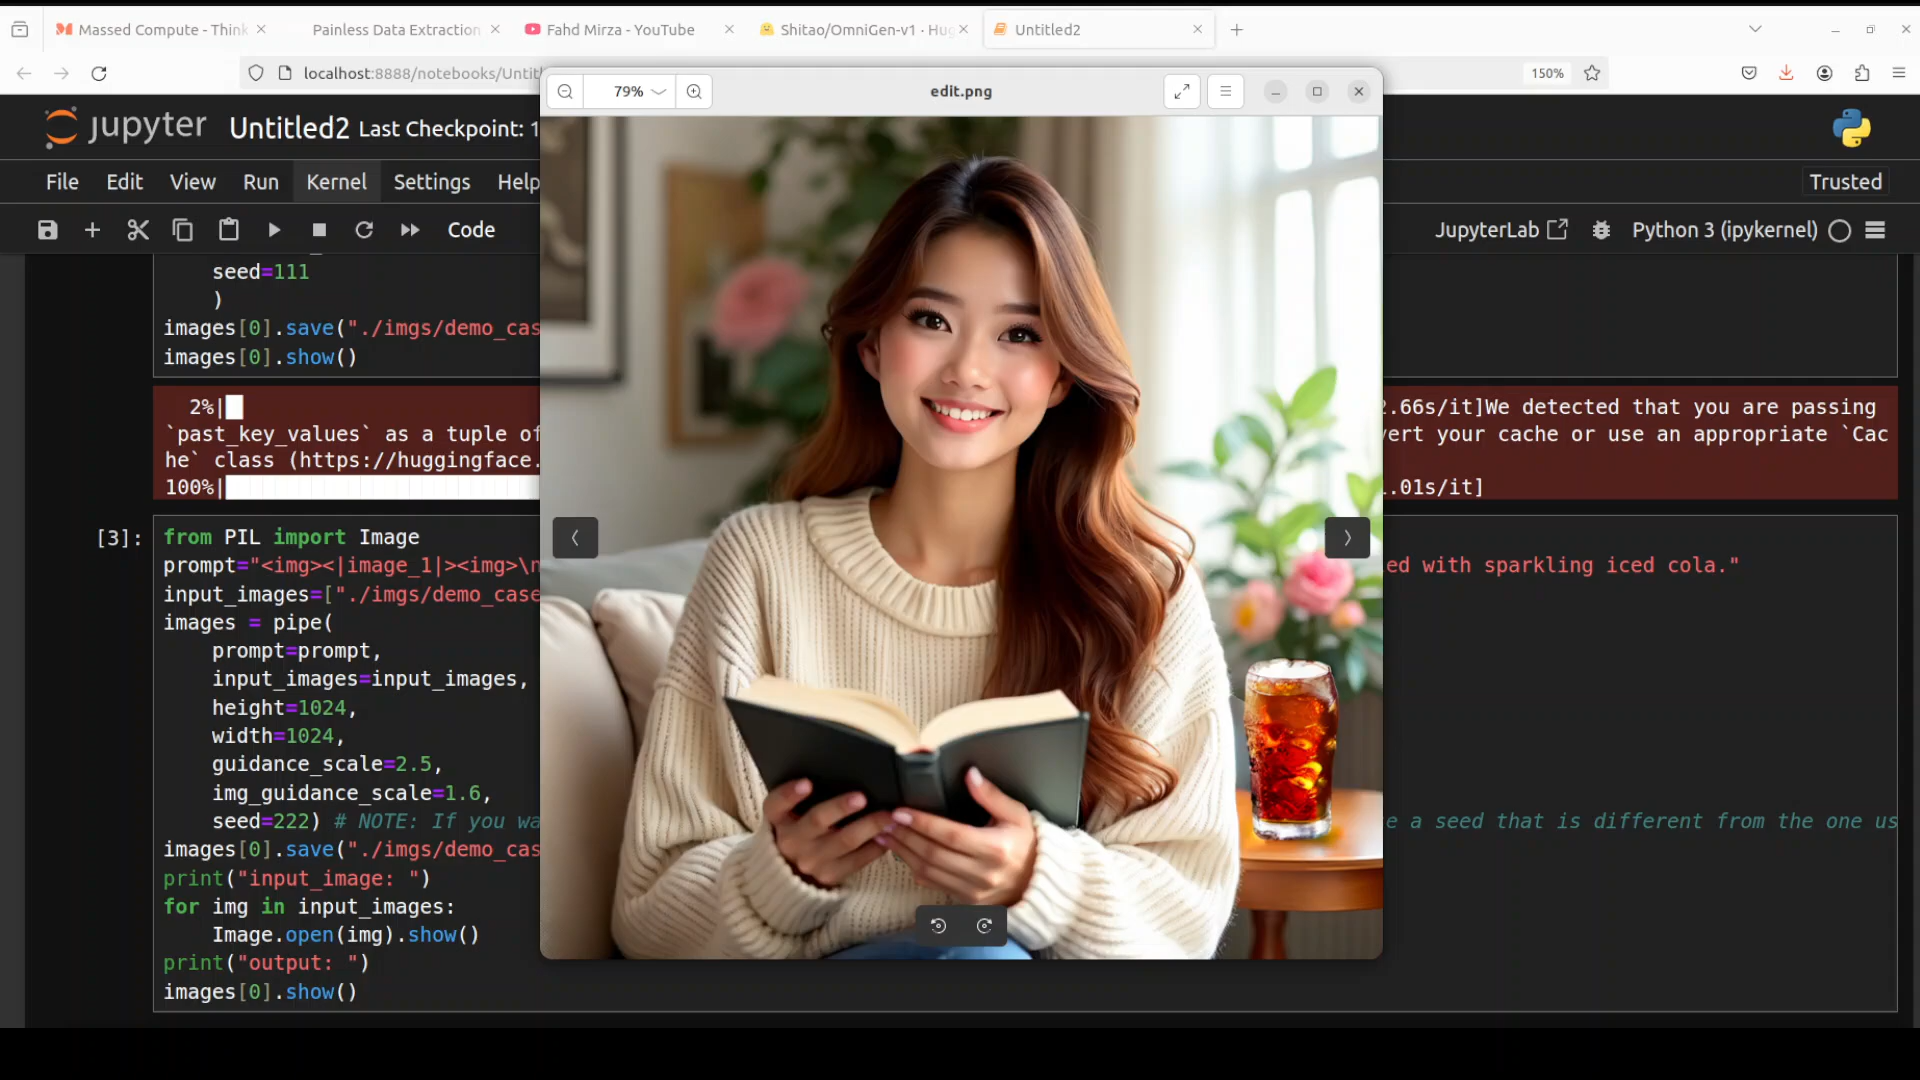 Massed Compute - Think
Painless Data Extraction
Fahd Mirza - YouTube
Shitao/OmniGen-v1 · Hug
Untitled2
localhost:8888/notebooks/Untit
150%
79%
edit.png
jupyter Untitled2 Last Checkpoint: 1
File Edit View Run Kernel Settings Help
Trusted
Code
JupyterLab
Python 3 (ipykernel)
seed=111
)
images[0].save("./imgs/demo_cas
images[0].show()
2%| 2.66s/it]We detected that you are passing
`past_key_values` as a tuple of vert your cache or use an appropriate `Cac
he` class (https://huggingface.
100%| .01s/it]
[3]: from PIL import Image
prompt="<img><|image_1|><img>\n ed with sparkling iced cola."
input_images=["./imgs/demo_case
images = pipe(
prompt=prompt,
input_images=input_images,
height=1024,
width=1024,
guidance_scale=2.5,
img_guidance_scale=1.6,
seed=222) # NOTE: If you wa e a seed that is different from the one us
images[0].save("./imgs/demo_cas
print("input_image: ")
for img in input_images:
Image.open(img).show()
print("output: ")
images[0].show()